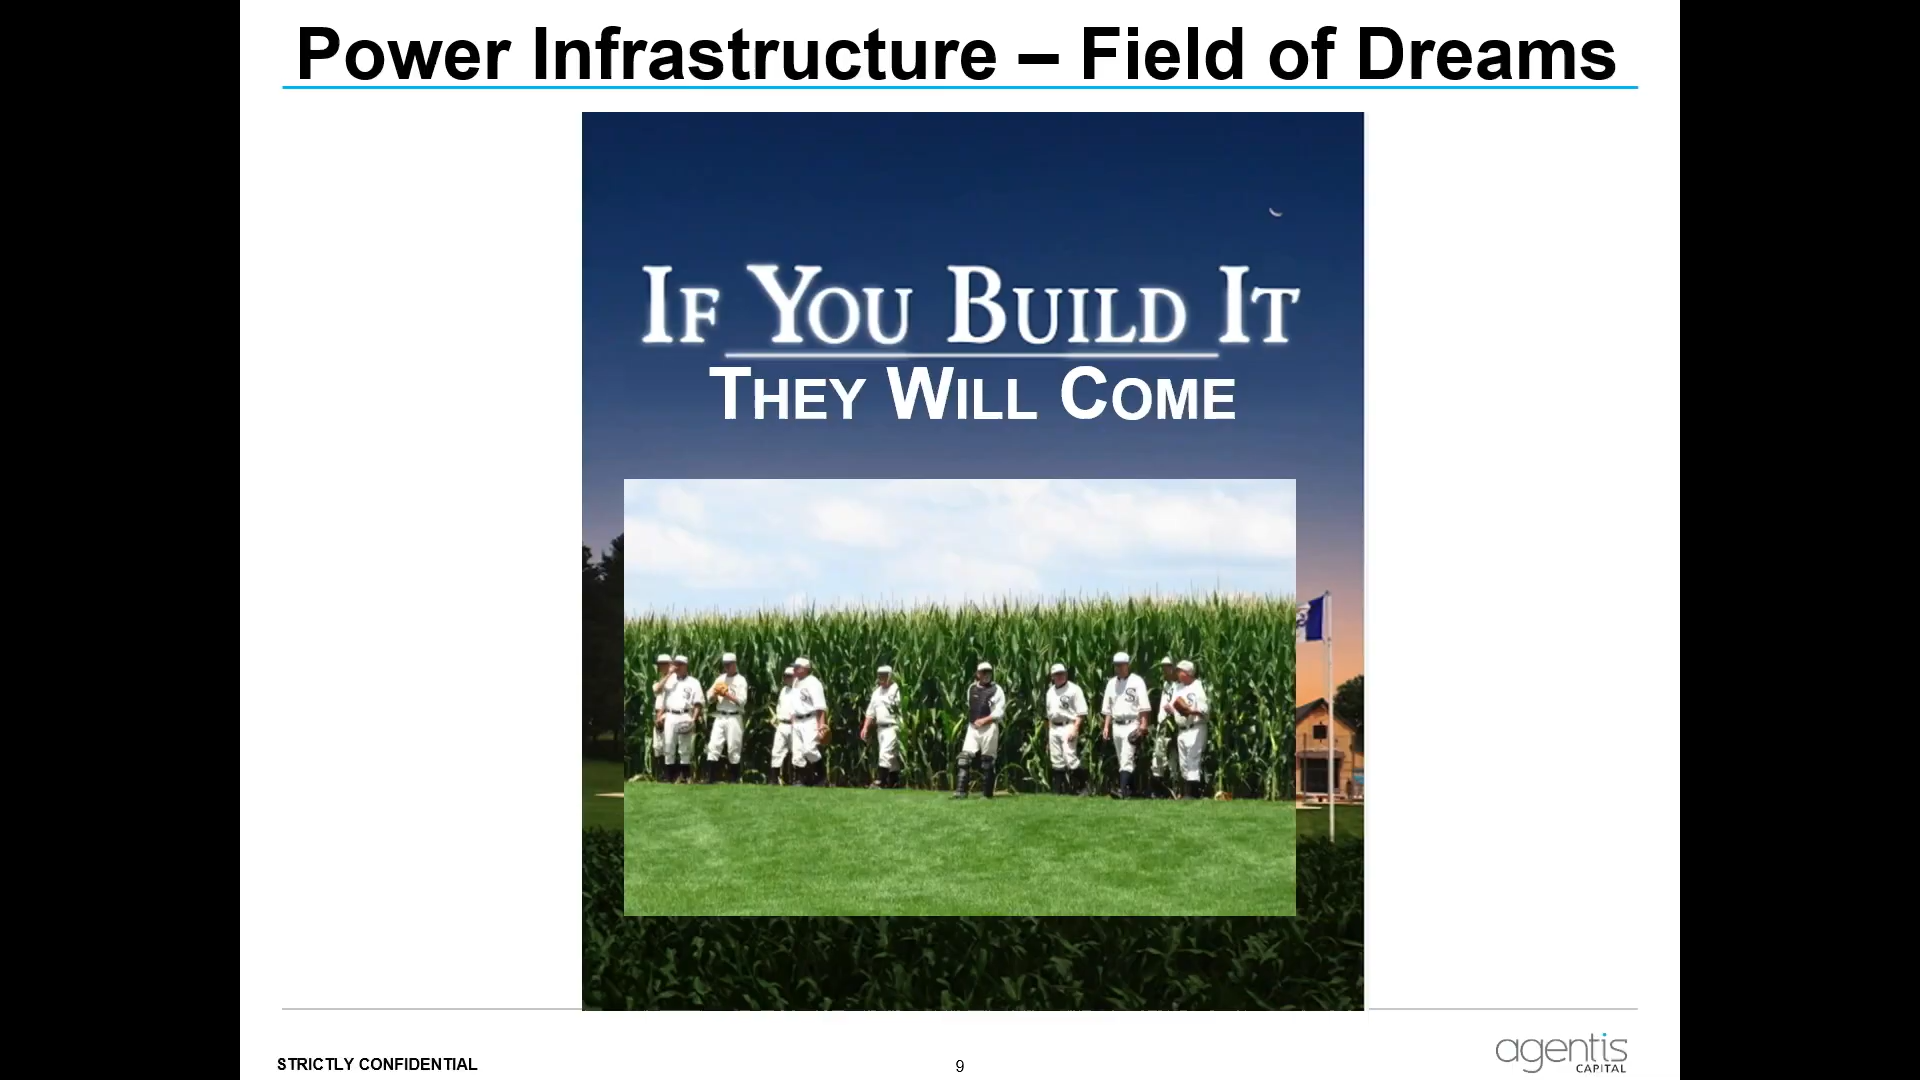 Power Infrastructure – Field of Dreams
IF YOU BUILD IT
THEY WILL COME
STRICTLY CONFIDENTIAL
9
agentis
CAPITAL